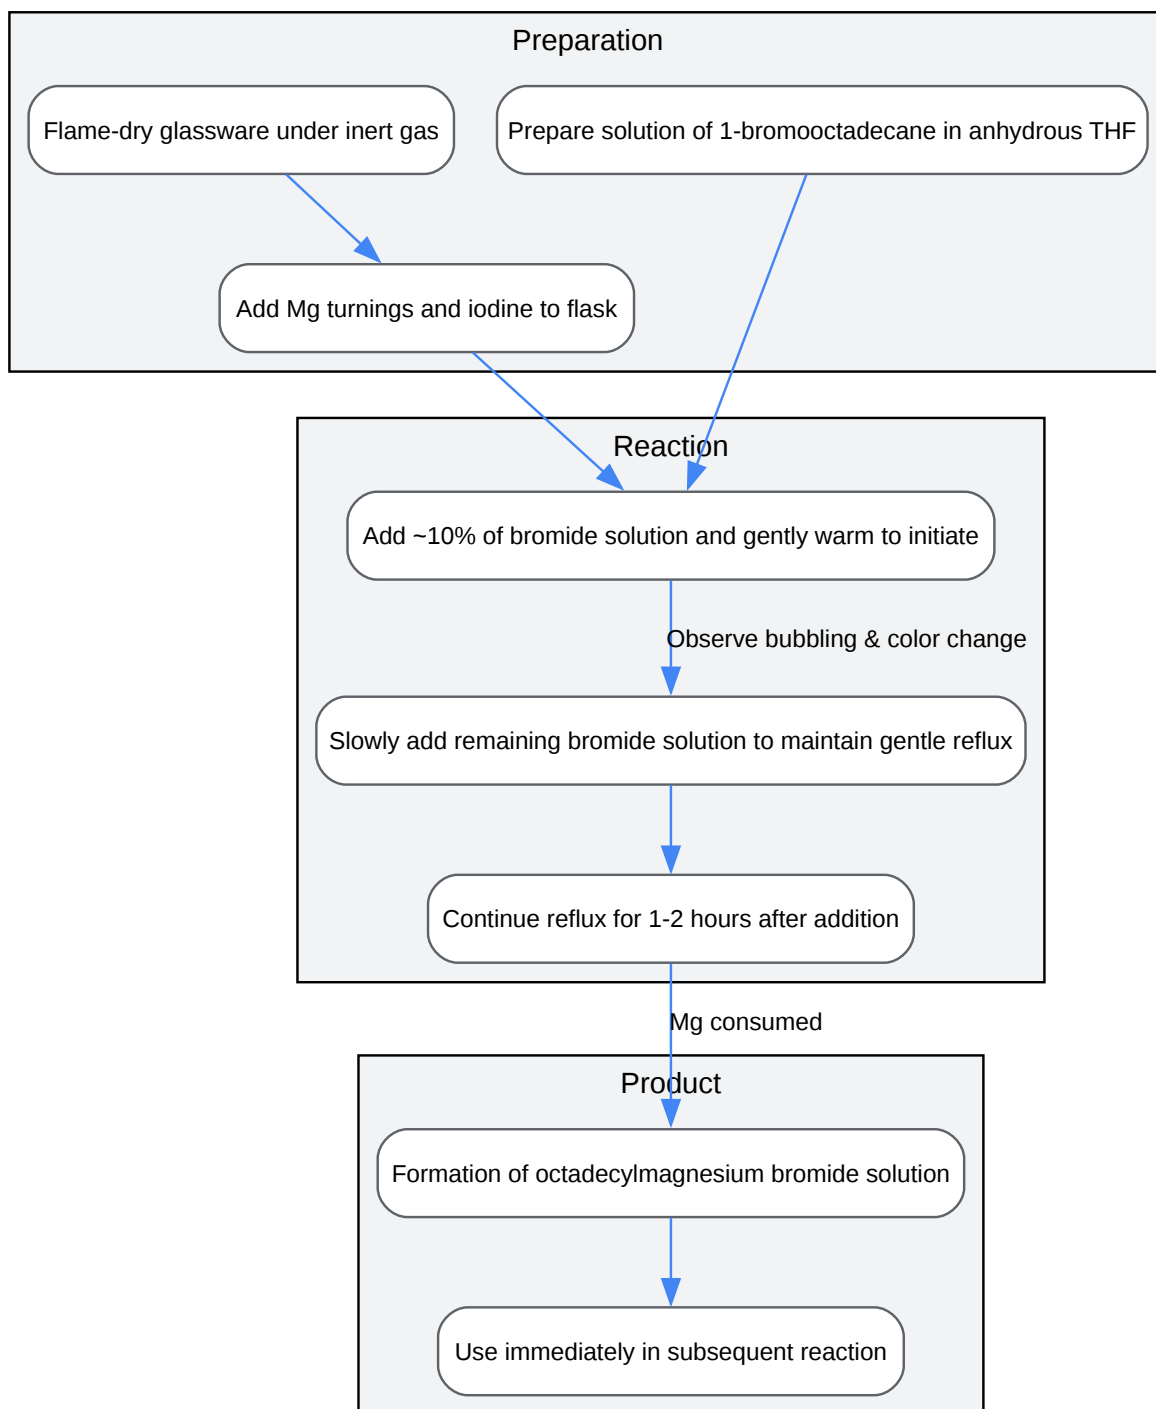 Preparation
Flame-dry glassware under inert gas
Prepare solution of 1-bromooctadecane in anhydrous THF
Add Mg turnings and iodine to flask
Reaction
Add ~10% of bromide solution and gently warm to initiate
Observe bubbling & color change
Slowly add remaining bromide solution to maintain gentle reflux
Continue reflux for 1-2 hours after addition
Mg consumed
Product
Formation of octadecylmagnesium bromide solution
Use immediately in subsequent reaction